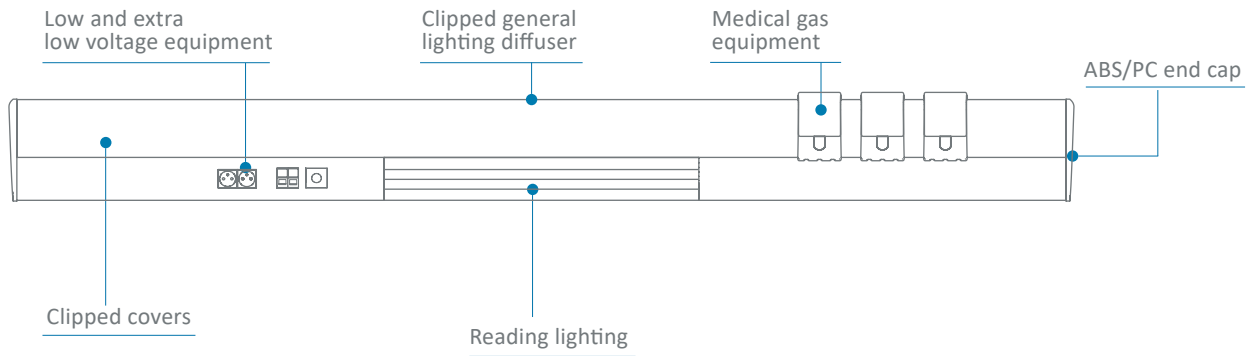 Low and extra
low voltage equipment
Clipped general
lighting diffuser
Medical gas
equipment
ABS/PC end cap
Clipped covers
Reading lighting